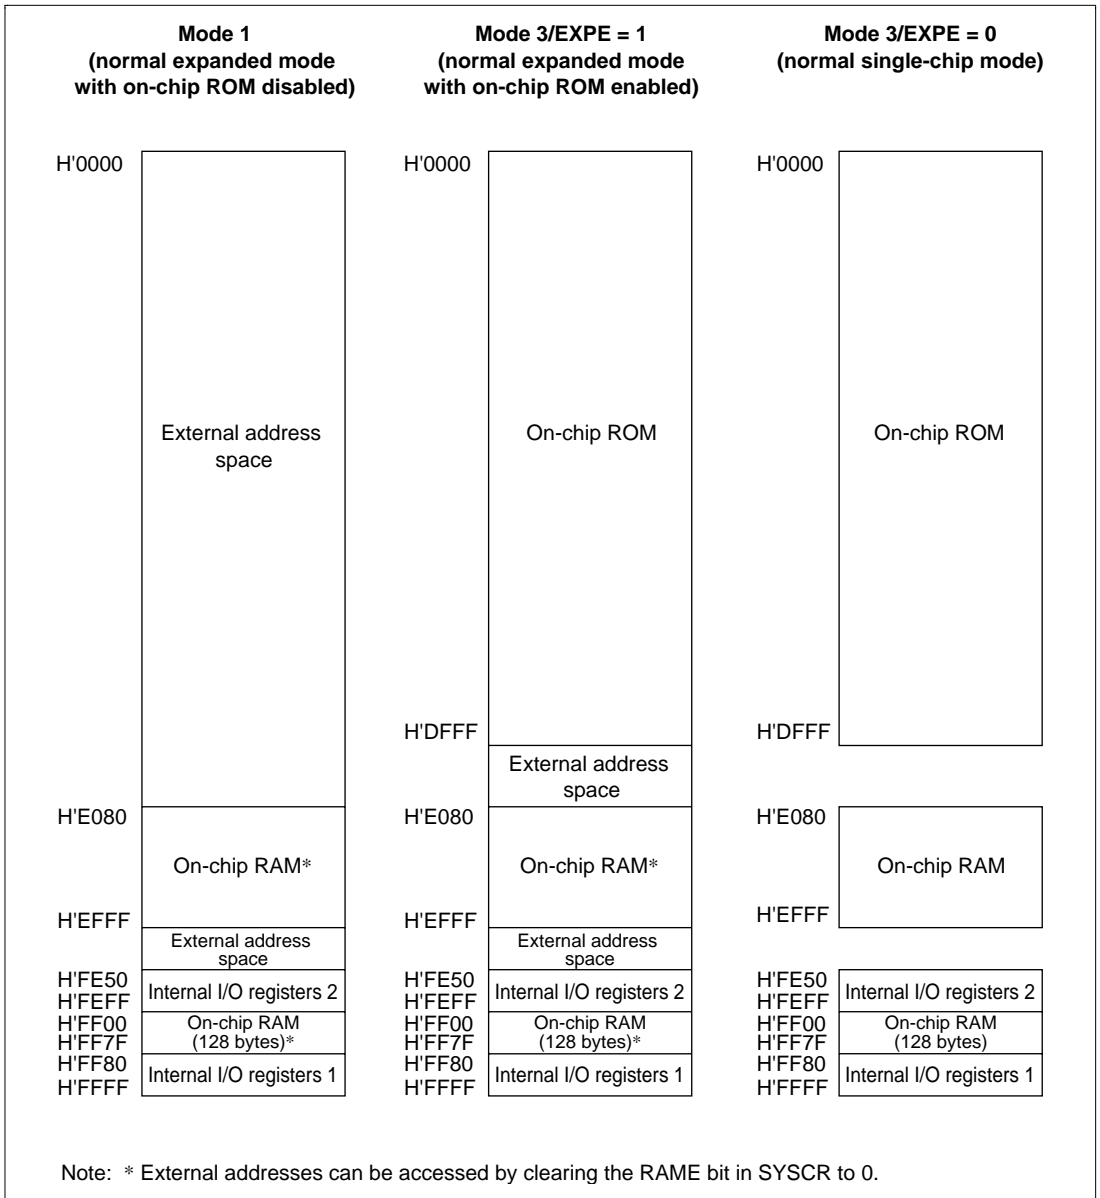 Mode 1
(normal expanded mode
with on-chip ROM disabled)
H'0000
External address
space
H'E080
On-chip RAM*
H'EFFF
External address
space
H'FE50
Internal I/O registers 2
H'FEFF
H'FF00
On-chip RAM
(128 bytes)*
H'FF7F
H'FF80
Internal I/O registers 1
H'FFFF
Mode 3/EXPE = 1
(normal expanded mode
with on-chip ROM enabled)
H'0000
On-chip ROM
H'DFFF
External address
space
H'E080
On-chip RAM*
H'EFFF
External address
space
H'FE50
Internal I/O registers 2
H'FEFF
H'FF00
On-chip RAM
(128 bytes)*
H'FF7F
H'FF80
Internal I/O registers 1
H'FFFF
Mode 3/EXPE = 0
(normal single-chip mode)
H'0000
On-chip ROM
H'DFFF
H'E080
On-chip RAM
H'EFFF
H'FE50
Internal I/O registers 2
H'FEFF
H'FF00
On-chip RAM
(128 bytes)
H'FF7F
H'FF80
Internal I/O registers 1
H'FFFF
Note: * External addresses can be accessed by clearing the RAME bit in SYSCR to 0.